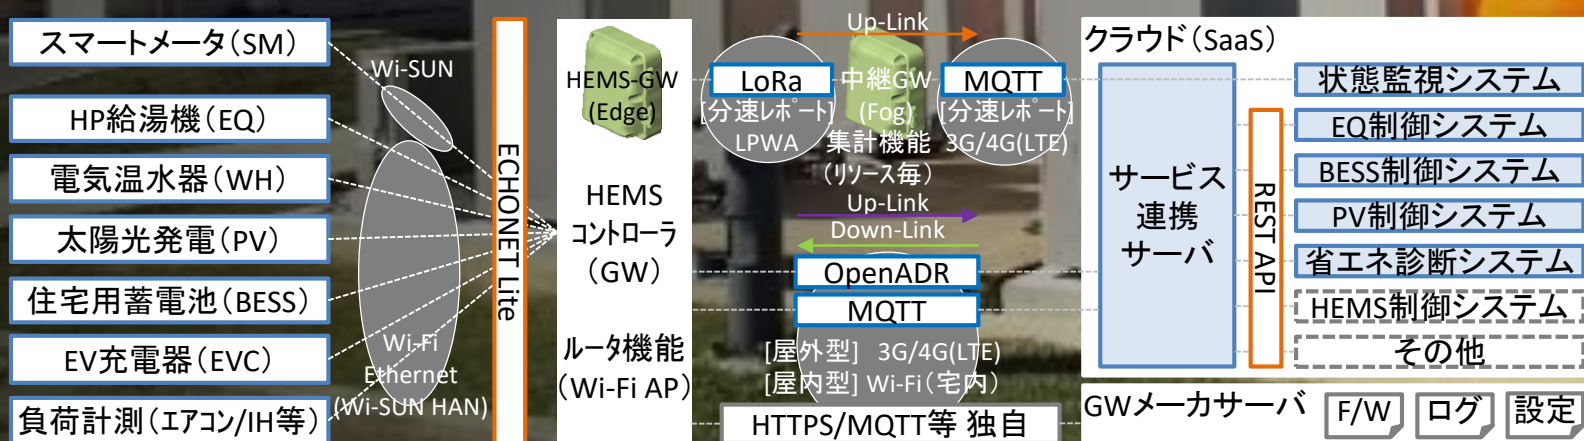 スマートメータ(SM)
HP給湯機(EQ)
電気温水器(WH)
太陽光発電(PV)
住宅用蓄電池(BESS)
EV充電器(EVC)
負荷計測(エアコン/IH等)
Wi-SUN
Wi-Fi
Ethernet
(Wi-SUN HAN)
ECHONET Lite
HEMS-GW
(Edge)
HEMS
コントローラ
(GW)
ルータ機能
(Wi-Fi AP)
Up-Link
LoRa
[分速レポート]
LPWA
中継GW
(Fog)
集計機能
(リソース毎)
MQTT
[分速レポート]
3G/4G(LTE)
Up-Link
Down-Link
OpenADR
MQTT
[屋外型] 3G/4G(LTE)
[屋内型] Wi-Fi(宅内)
HTTPS/MQTT等 独自
クラウド(SaaS)
サービス
連携
サーバ
REST API
状態監視システム
EQ制御システム
BESS制御システム
PV制御システム
省エネ診断システム
HEMS制御システム
その他
GWメーカサーバ
F/W
ログ
設定